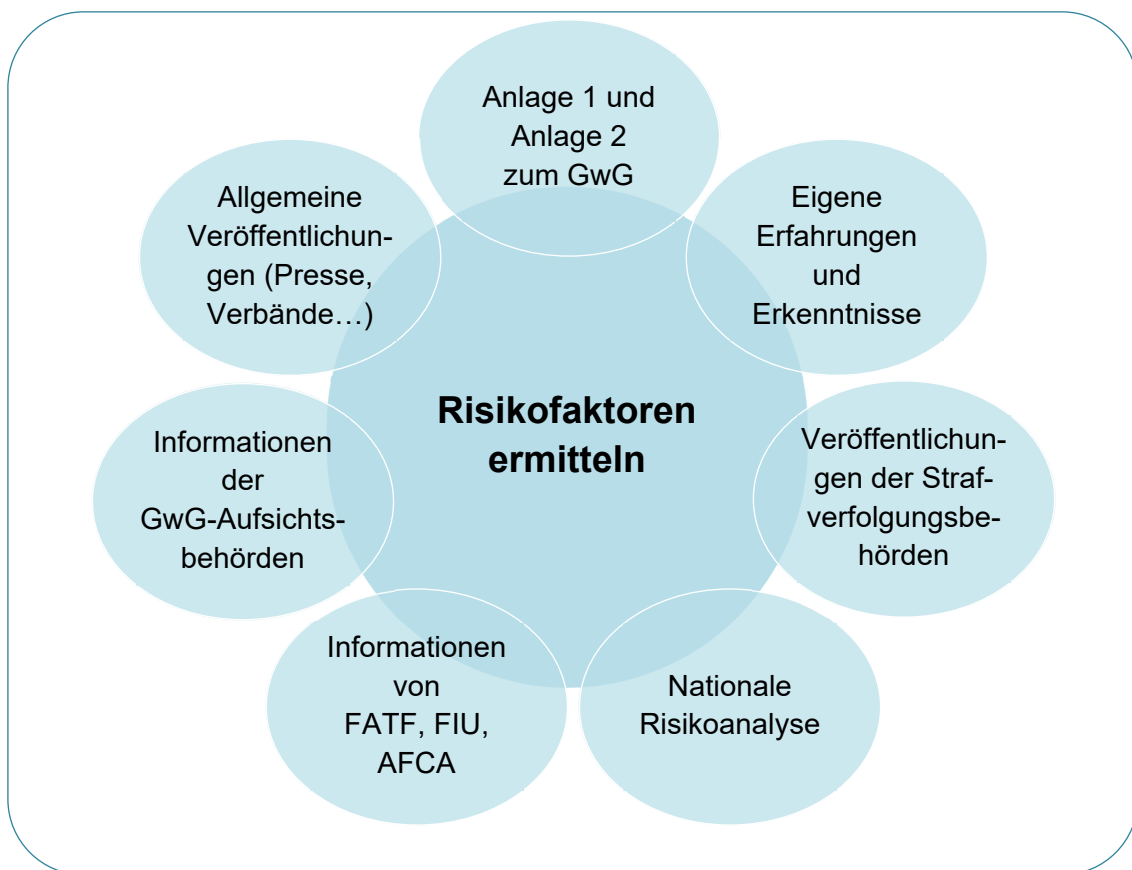 Anlage 1 und
Anlage 2
zum GwG
Eigene
Erfahrungen
und
Erkenntnisse
Veröffentlichun-
gen der Straf-
verfolgungsbe-
hörden
Nationale
Risikoanalyse
Informationen
von
FATF, FIU,
AFCA
Informationen
der
GwG-Aufsichts-
behörden
Allgemeine
Veröffentlichun-
gen (Presse,
Verbände…)
Risikofaktoren
ermitteln